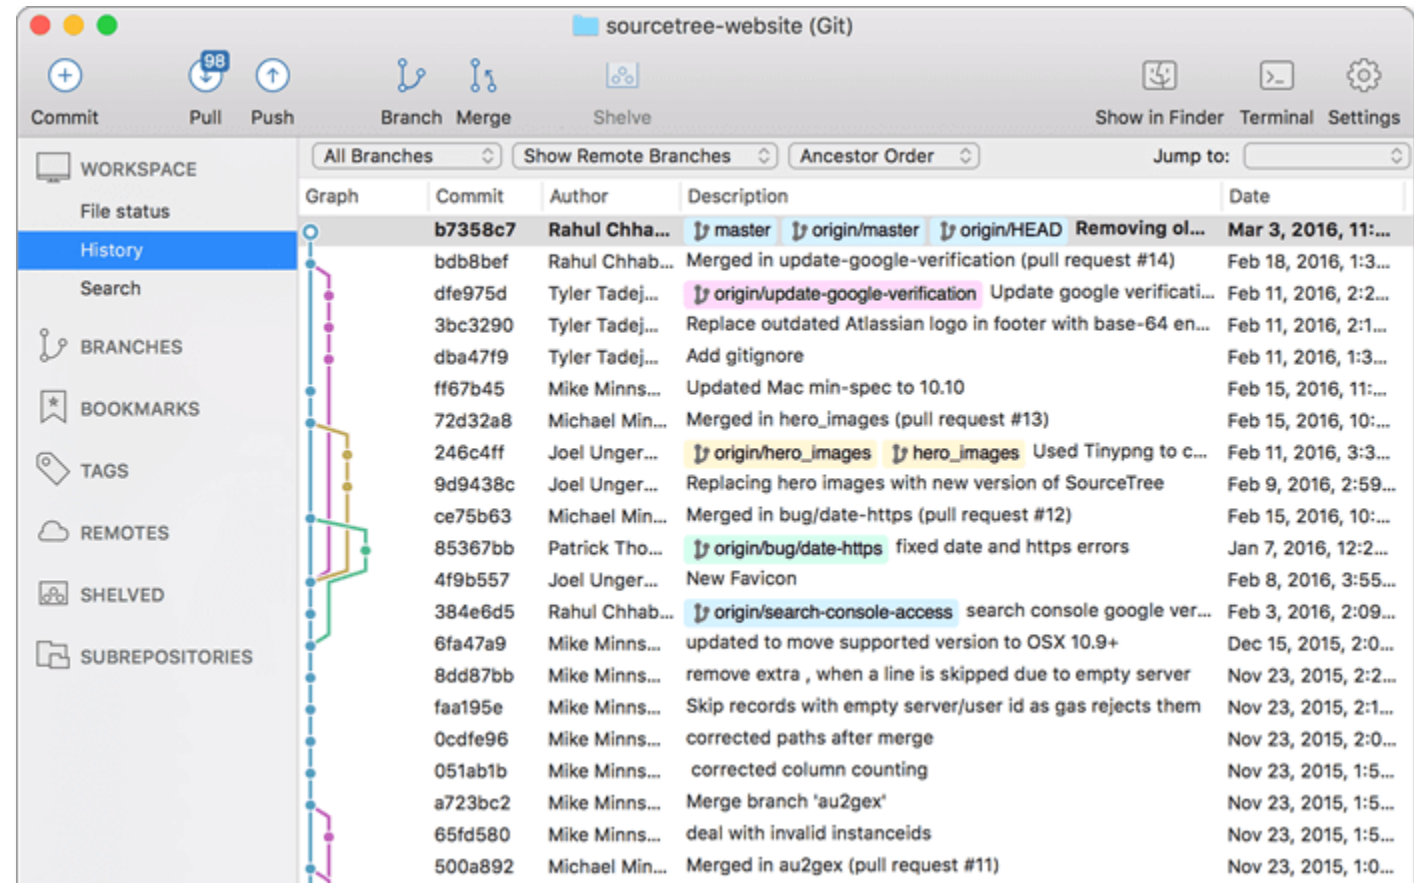 sourcetree-website (Git)
98
Commit Pull Push Branch Merge Shelve Show in Finder Terminal Settings
WORKSPACE
File status
History
Search
BRANCHES
BOOKMARKS
TAGS
REMOTES
SHELVED
SUBREPOSITORIES
All Branches Show Remote Branches Ancestor Order Jump to:
Graph Commit Author Description Date
b7358c7 Rahul Chha... master origin/master origin/HEAD Removing ol... Mar 3, 2016, 11:...
bdb8bef Rahul Chhab... Merged in update-google-verification (pull request #14) Feb 18, 2016, 1:3...
dfe975d Tyler Tadej... origin/update-google-verification Update google verificati... Feb 11, 2016, 2:2...
3bc3290 Tyler Tadej... Replace outdated Atlassian logo in footer with base-64 en... Feb 11, 2016, 2:1...
dba47f9 Tyler Tadej... Add gitignore Feb 11, 2016, 1:3...
ff67b45 Mike Minns... Updated Mac min-spec to 10.10 Feb 15, 2016, 11:...
72d32a8 Michael Min... Merged in hero_images (pull request #13) Feb 15, 2016, 10:...
246c4ff Joel Unger... origin/hero_images hero_images Used Tinypng to c... Feb 11, 2016, 3:3...
9d9438c Joel Unger... Replacing hero images with new version of SourceTree Feb 9, 2016, 2:59...
ce75b63 Michael Min... Merged in bug/date-https (pull request #12) Feb 15, 2016, 10:...
85367bb Patrick Tho... origin/bug/date-https fixed date and https errors Jan 7, 2016, 12:2...
4f9b557 Joel Unger... New Favicon Feb 8, 2016, 3:55...
384e6d5 Rahul Chhab... origin/search-console-access search console google ver... Feb 3, 2016, 2:09...
6fa47a9 Mike Minns... updated to move supported version to OSX 10.9+ Dec 15, 2015, 2:0...
8dd87bb Mike Minns... remove extra , when a line is skipped due to empty server Nov 23, 2015, 2:2...
faa195e Mike Minns... Skip records with empty server/user id as gas rejects them Nov 23, 2015, 2:1...
0cdfe96 Mike Minns... corrected paths after merge Nov 23, 2015, 2:0...
051ab1b Mike Minns... corrected column counting Nov 23, 2015, 1:5...
a723bc2 Mike Minns... Merge branch 'au2gex' Nov 23, 2015, 1:5...
65fd580 Mike Minns... deal with invalid instanceids Nov 23, 2015, 1:5...
500a892 Michael Min... Merged in au2gex (pull request #11) Nov 23, 2015, 1:0...